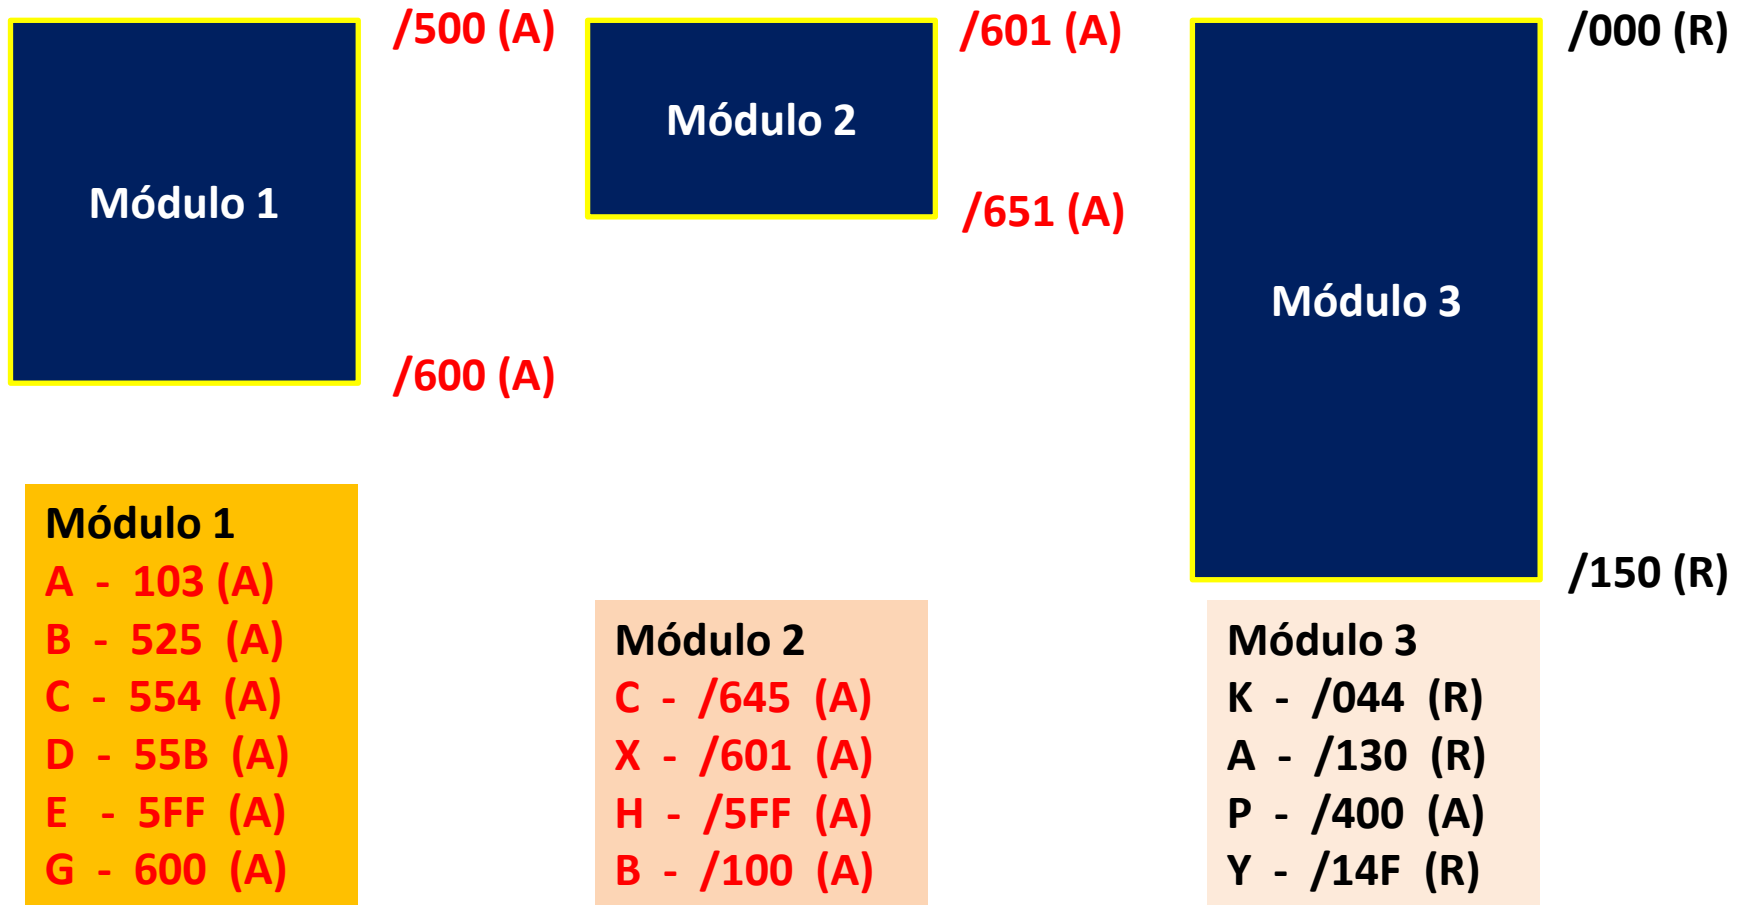 Módulo 1
/500 (A)
/600 (A)
Módulo 2
/601 (A)
/651 (A)
Módulo 3
/000 (R)
/150 (R)
Módulo 1
A - 103 (A)
B - 525 (A)
C - 554 (A)
D - 55B (A)
E - 5FF (A)
G - 600 (A)
Módulo 2
C - /645 (A)
X - /601 (A)
H - /5FF (A)
B - /100 (A)
Módulo 3
K - /044 (R)
A - /130 (R)
P - /400 (A)
Y - /14F (R)